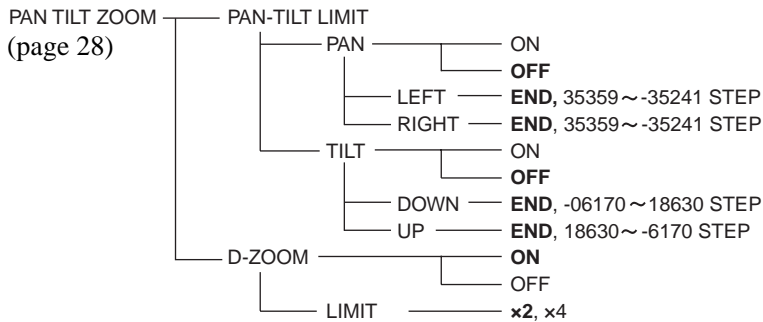 PAN TILT ZOOM PAN-TILT LIMIT
(page 28) PAN ON
OFF
LEFT END, 35359～-35241 STEP
RIGHT END, 35359～-35241 STEP
TILT ON
OFF
DOWN END, -06170～18630 STEP
UP END, 18630～-6170 STEP
D-ZOOM ON
OFF
LIMIT ×2, ×4